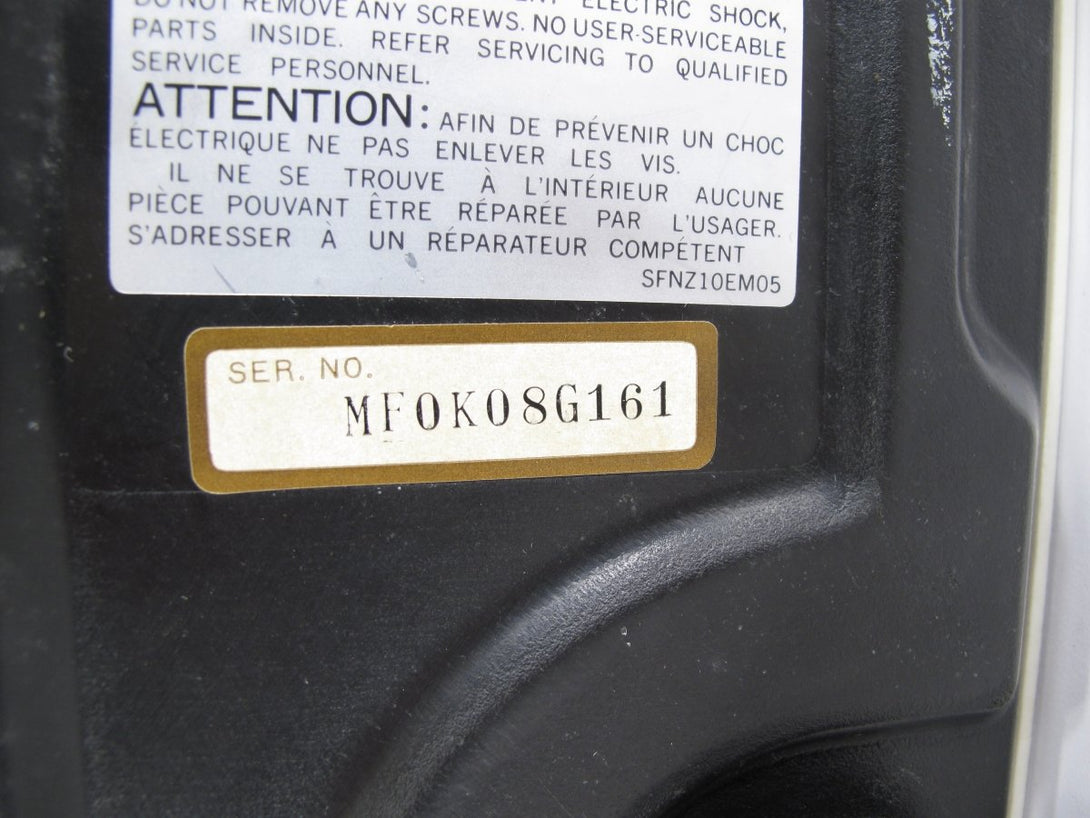 ELECTRIC SHOCK,
DO NOT REMOVE ANY SCREWS. NO USER-SERVICEABLE
PARTS INSIDE. REFER SERVICING TO QUALIFIED
SERVICE PERSONNEL.
ATTENTION: AFIN DE PRÉVENIR UN CHOC
ÉLECTRIQUE NE PAS ENLEVER LES VIS.
IL NE SE TROUVE À L'INTÉRIEUR AUCUNE
PIÈCE POUVANT ÊTRE RÉPARÉE PAR L'USAGER.
S'ADRESSER À UN RÉPARATEUR COMPÉTENT
SFNZ10EM05
SER. NO.
MF0K08G161